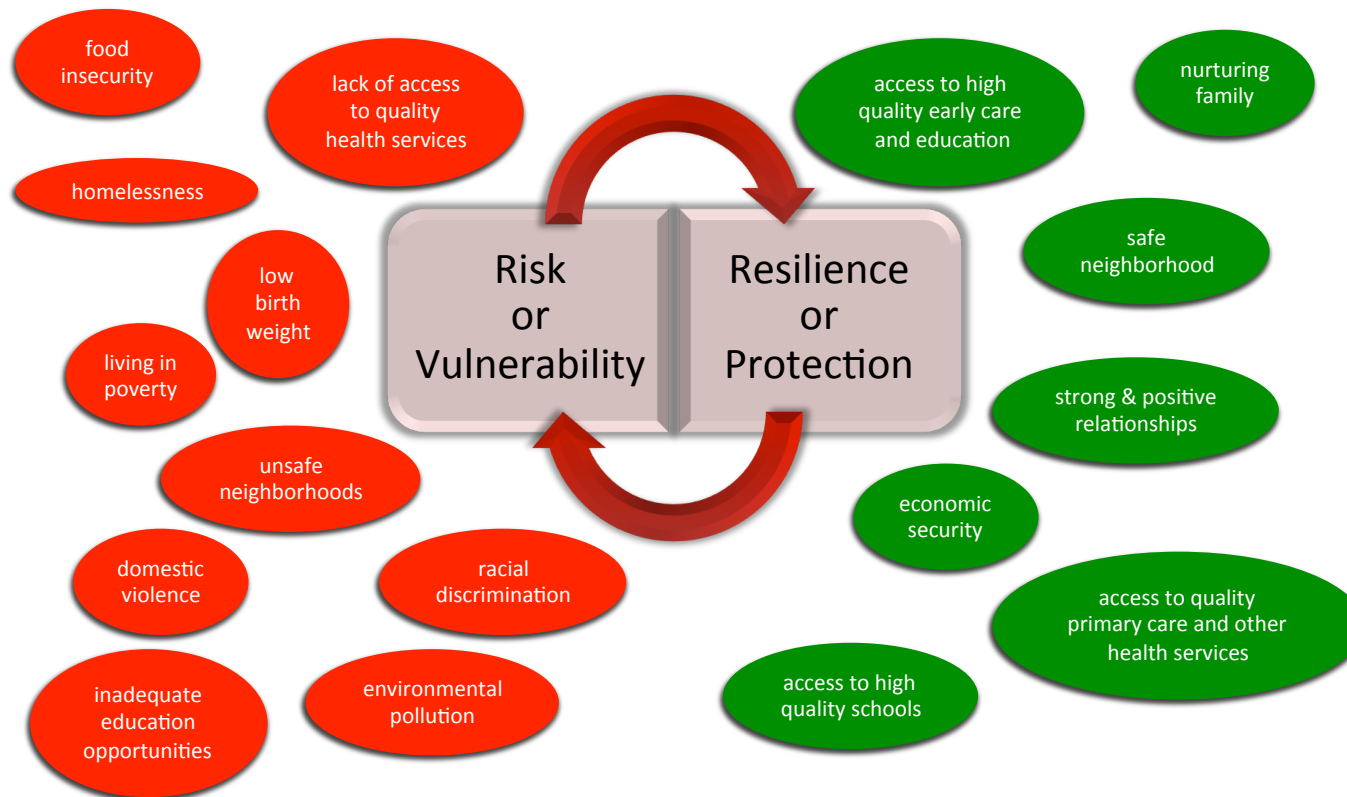 food
insecurity
lack of access
to quality
health services
homelessness
low
birth
weight
living in
poverty
unsafe
neighborhoods
domestic
violence
racial
discrimination
inadequate
education
opportunities
environmental
pollution
Risk
or
Vulnerability
Resilience
or
Protection
access to high
quality early care
and education
nurturing
family
safe
neighborhood
strong & positive
relationships
economic
security
access to quality
primary care and other
health services
access to high
quality schools